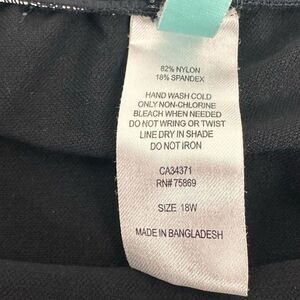 82% NYLON
18% SPANDEX
HAND WASH COLD
ONLY NON-CHLORINE
BLEACH WHEN NEEDED
DO NOT WRING OR TWIST
LINE DRY IN SHADE
DO NOT IRON
CA34371
RN# 75869
SIZE 18W
MADE IN BANGLADESH